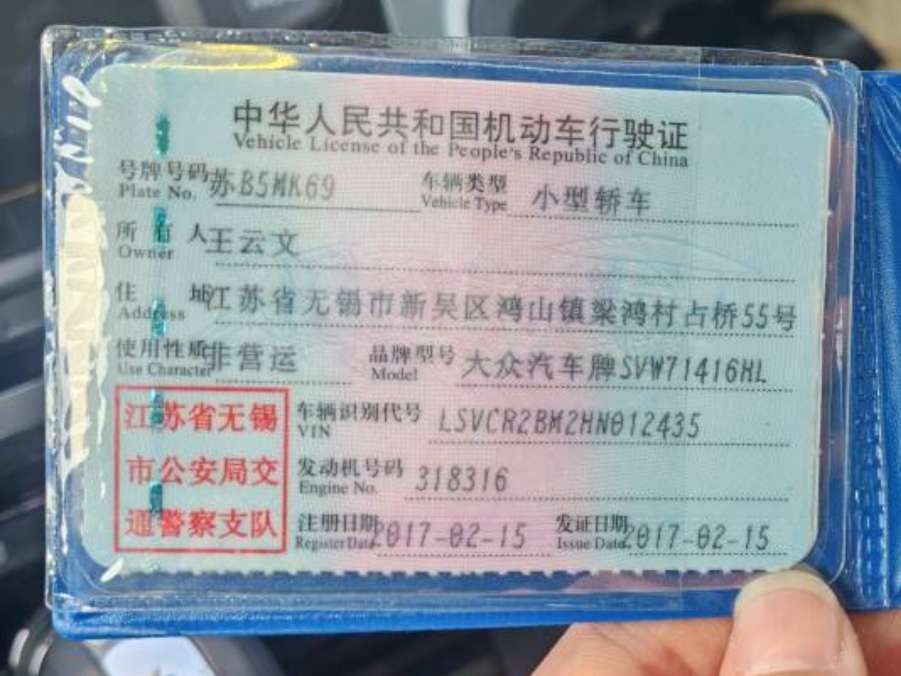 中华人民共和国机动车行驶证
Vehicle License of the People's Republic of China
号牌号码 苏B5MK69 车辆类型 小型轿车
Plate No. Vehicle Type
所有人 王云文
Owner
住址 江苏省无锡市新吴区鸿山镇梁鸿村占桥55号
Address
使用性质 非营运 品牌型号 大众汽车牌SVW71416HL
Use Character Model
江苏省无锡 车辆识别代号 LSVCR2BM2HN012435
VIN
市公安局交 发动机号码 318316
Engine No.
通警察支队 注册日期 2017-02-15 发证日期 2017-02-15
Register Date Issue Date